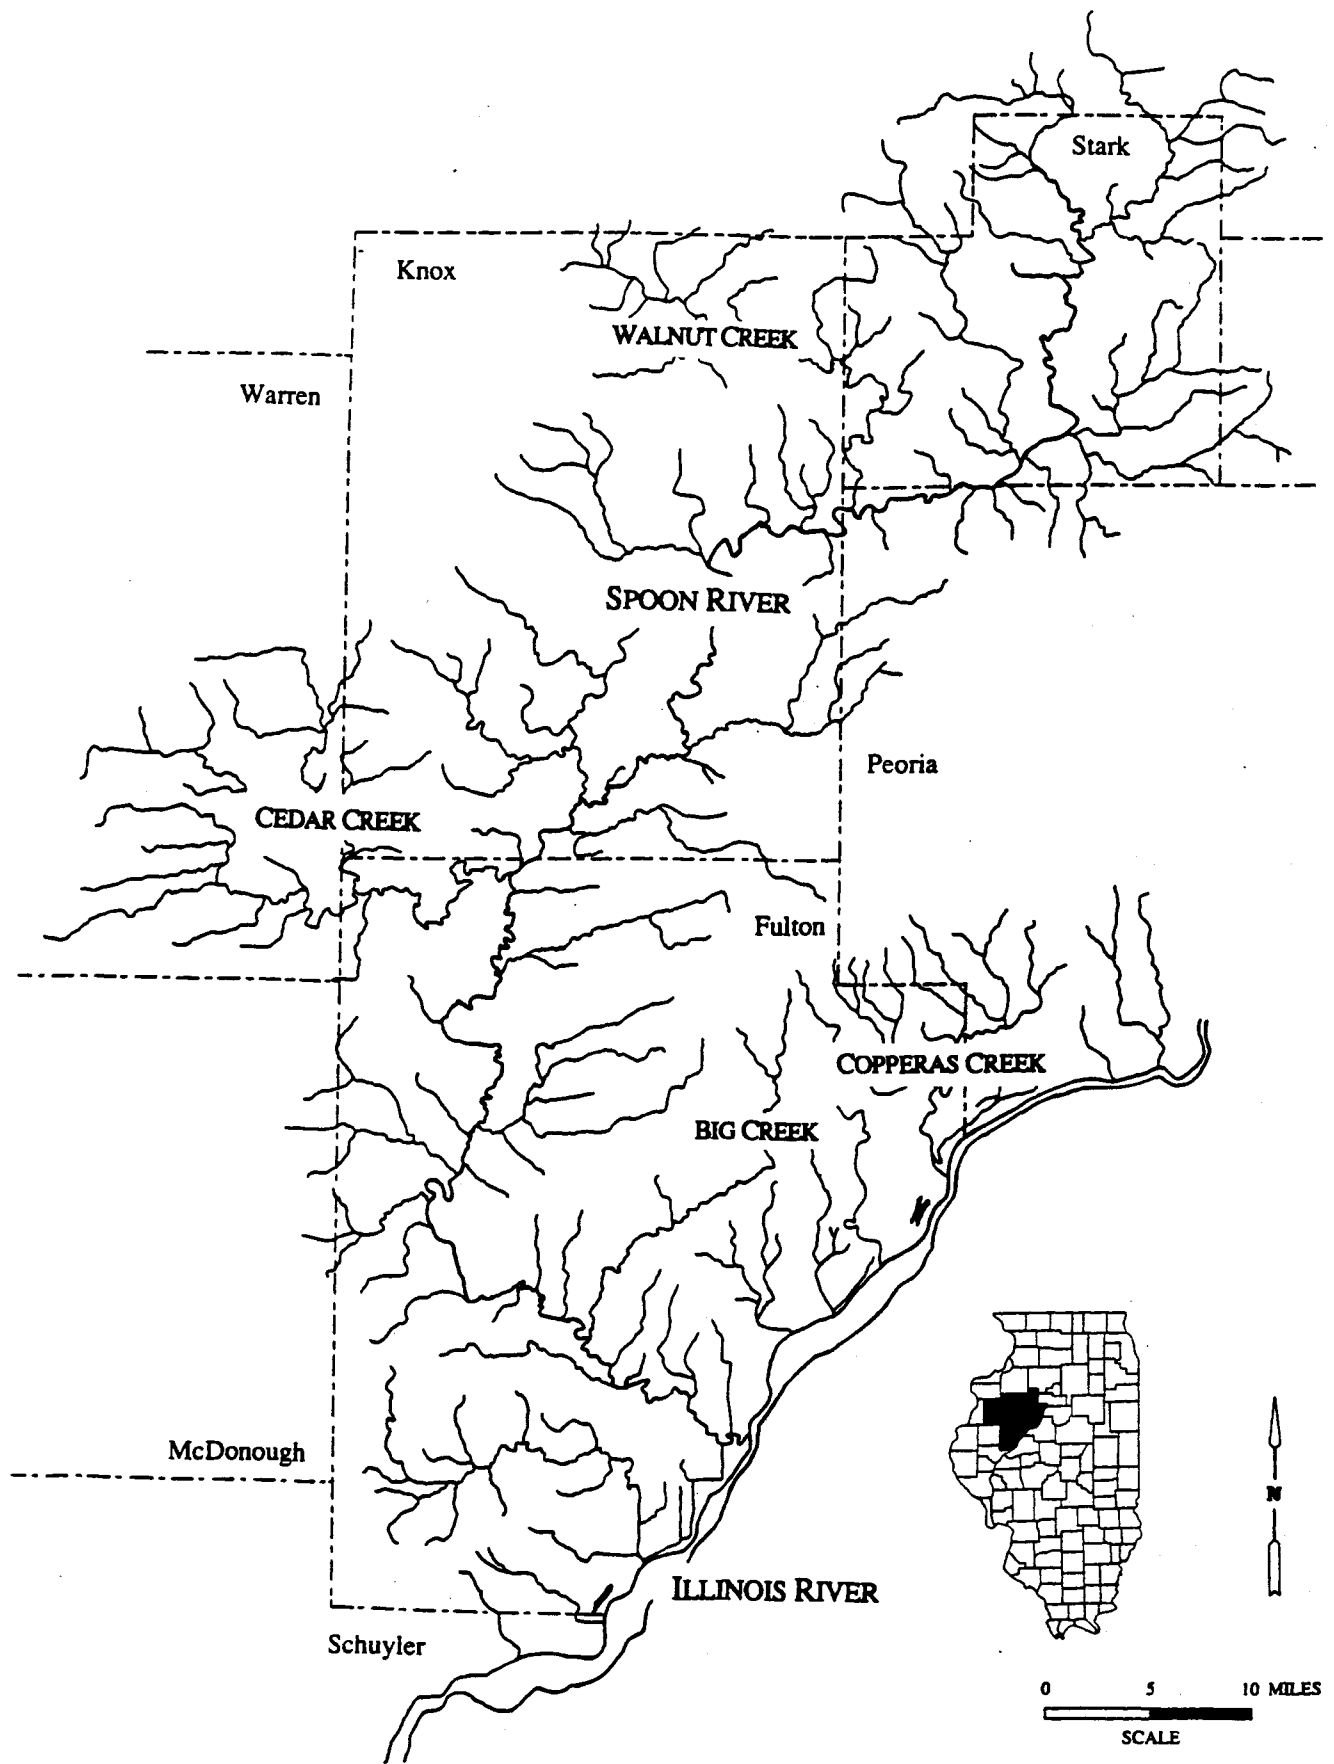 Stark
Knox
WALNUT CREEK
Warren
SPOON RIVER
Peoria
CEDAR CREEK
Fulton
COPPERAS CREEK
BIG CREEK
McDonough
N
ILLINOIS RIVER
Schuyler
0 5 10 MILES
SCALE